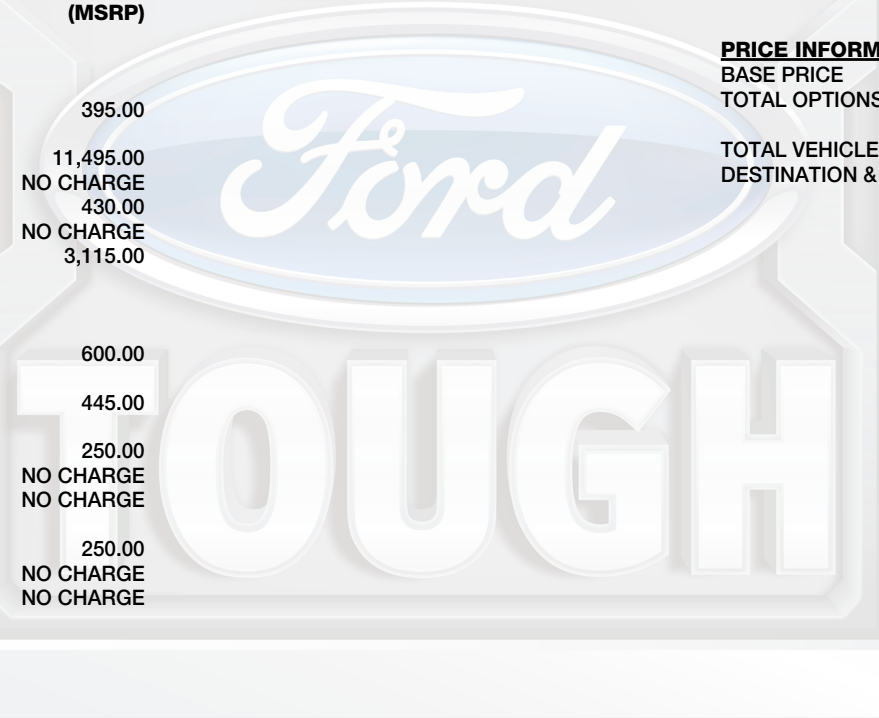 (MSRP)
395.00
11,495.00
NO CHARGE
430.00
NO CHARGE
3,115.00
600.00
445.00
250.00
NO CHARGE
NO CHARGE
250.00
NO CHARGE
NO CHARGE
PRICE INFORM
BASE PRICE
TOTAL OPTIONS
TOTAL VEHICLE
DESTINATION &
Ford
TOUGH